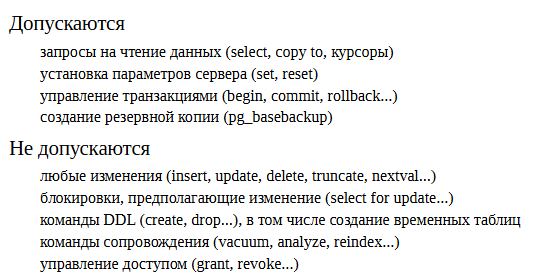 Допускаются
запросы на чтение данных (select, copy to, курсоры)
установка параметров сервера (set, reset)
управление транзакциями (begin, commit, rollback...)
создание резервной копии (pg_basebackup)
Не допускаются
любые изменения (insert, update, delete, truncate, nextval...)
блокировки, предполагающие изменение (select for update...)
команды DDL (create, drop...), в том числе создание временных таблиц
команды сопровождения (vacuum, analyze, reindex...)
управление доступом (grant, revoke...)